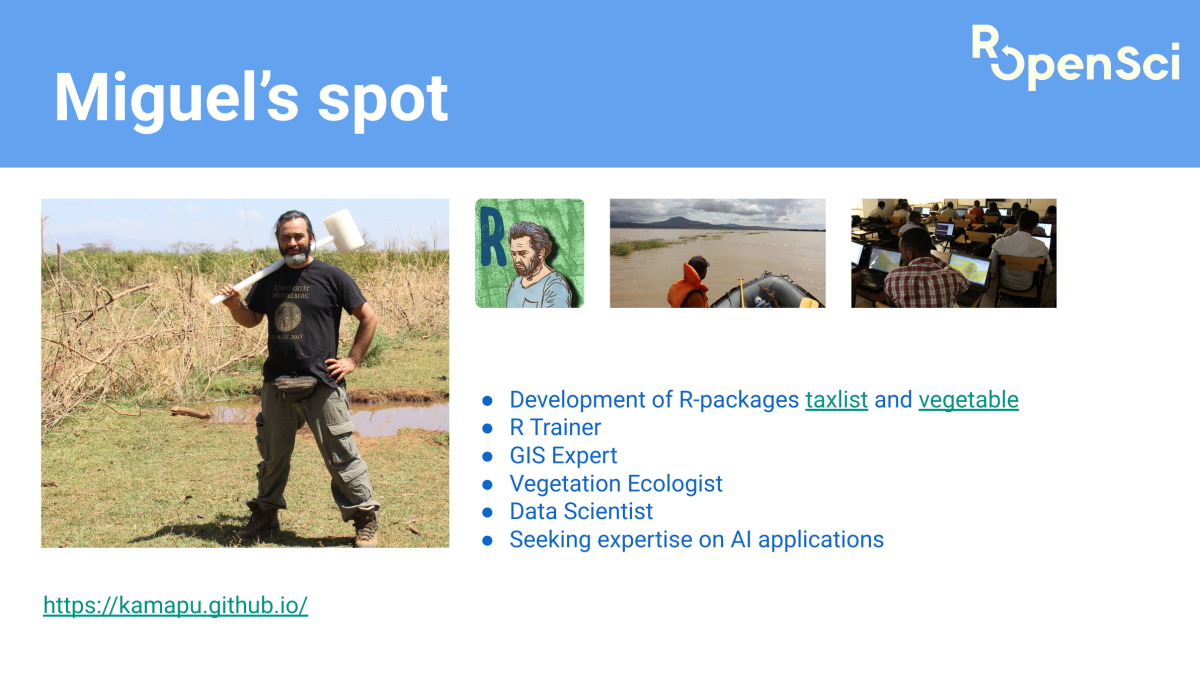 Miguel's spot
ROpenSci
UNIVERSITÄT
HEIDELBERG
R
● Development of R-packages taxlist and vegetable
● R Trainer
● GIS Expert
● Vegetation Ecologist
● Data Scientist
● Seeking expertise on AI applications
https://kamapu.github.io/